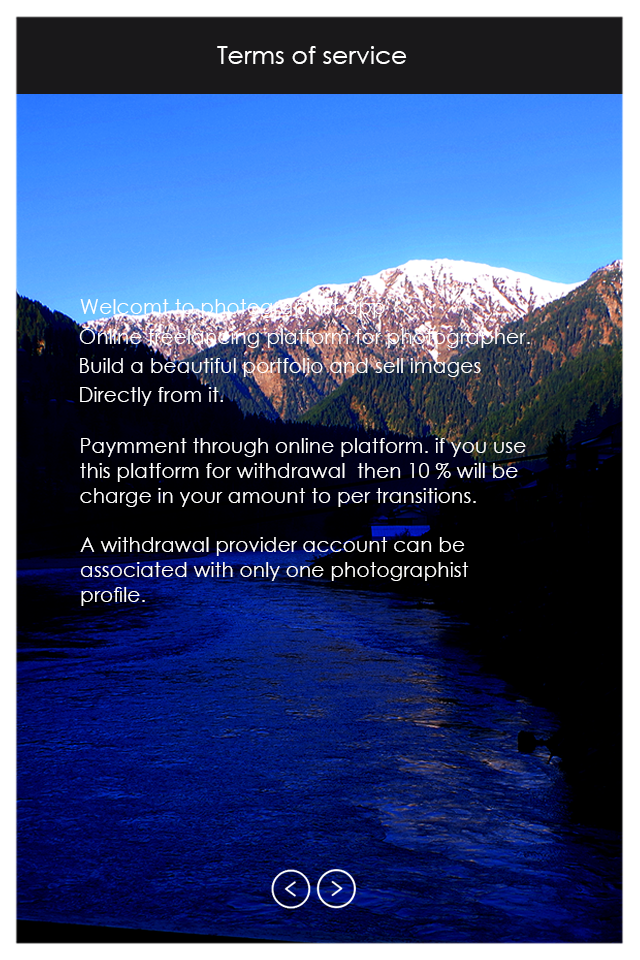 Terms of service
Welcomt to photographist app
Online freelancing platform for photographer.
Build a beautiful portfolio and sell images
Directly from it.
Paymment through online platform. if you use
this platform for withdrawal then 10 % will be
charge in your amount to per transitions.
A withdrawal provider account can be
associated with only one photographist
profile.